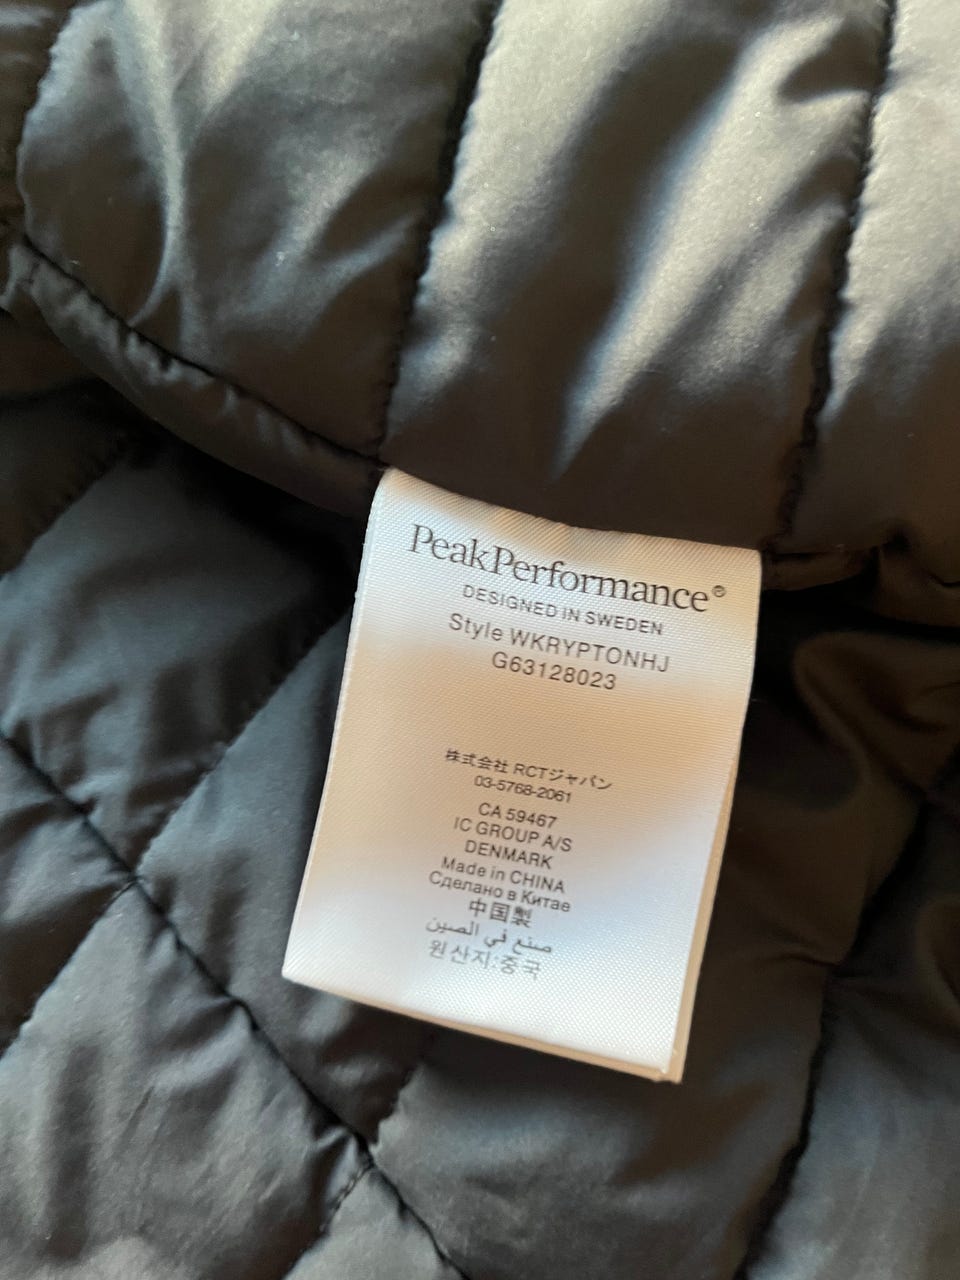 PeakPerformance®
DESIGNED IN SWEDEN
Style WKRYPTONHJ
G63128023
株式会社 RCTジャパン
03-5768-2061
CA 59467
IC GROUP A/S
DENMARK
Made in CHINA
Сделано в Китае
中国製
صنع في الصين
원산지:중국